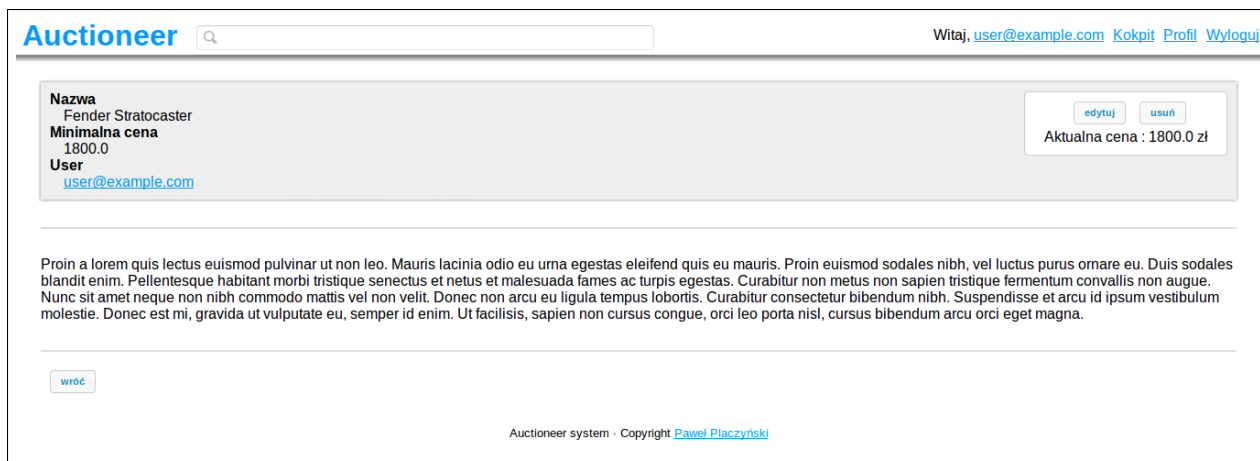 Auctioneer
Witaj, user@example.com Kokpit Profil Wyloguj
Nazwa
Fender Stratocaster
Minimalna cena
1800.0
User
user@example.com
edytuj usuń
Aktualna cena : 1800.0 zł
Proin a lorem quis lectus euismod pulvinar ut non leo. Mauris lacinia odio eu urna egestas eleifend quis eu mauris. Proin euismod sodales nibh, vel luctus purus ornare eu. Duis sodales
blandit enim. Pellentesque habitant morbi tristique senectus et netus et malesuada fames ac turpis egestas. Curabitur non metus non sapien tristique fermentum convallis non augue.
Nunc sit amet neque non nibh commodo mattis vel non velit. Donec non arcu eu ligula tempus lobortis. Curabitur consectetur bibendum nibh. Suspendisse et arcu id ipsum vestibulum
molestie. Donec est mi, gravida ut vulputate eu, semper id enim. Ut facilisis, sapien non cursus congue, orci leo porta nisl, cursus bibendum arcu orci eget magna.
wróć
Auctioneer system · Copyright Paweł Placzyński